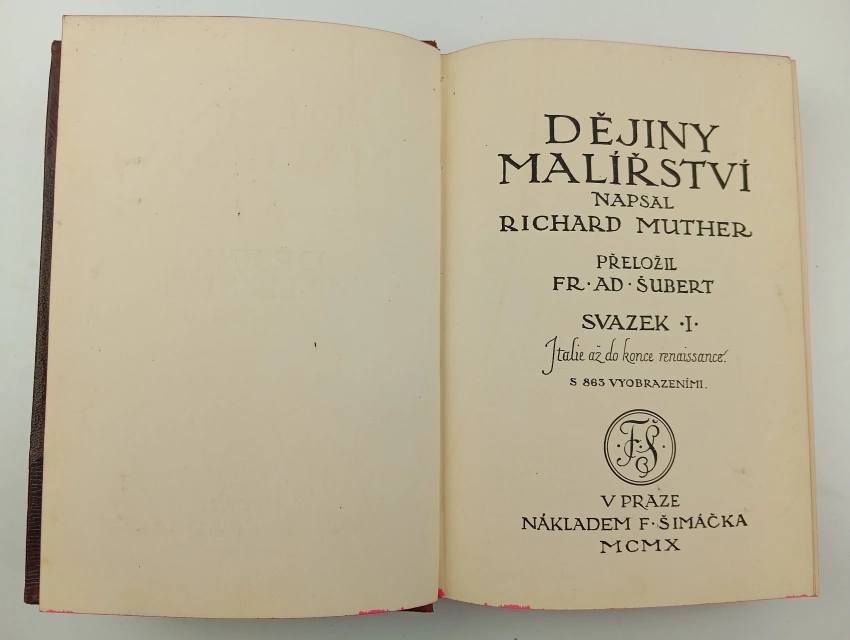 DĚJINY
MALÍŘSTVÍ
NAPSAL
RICHARD MUTHER
PŘELOŽIL
FR·AD·ŠUBERT
SVAZEK·I·
Italie až do konce renaissance.
S 863 VYOBRAZENÍMI.
FŠ
V PRAZE
NÁKLADEM F·ŠIMÁČKA
MCMX